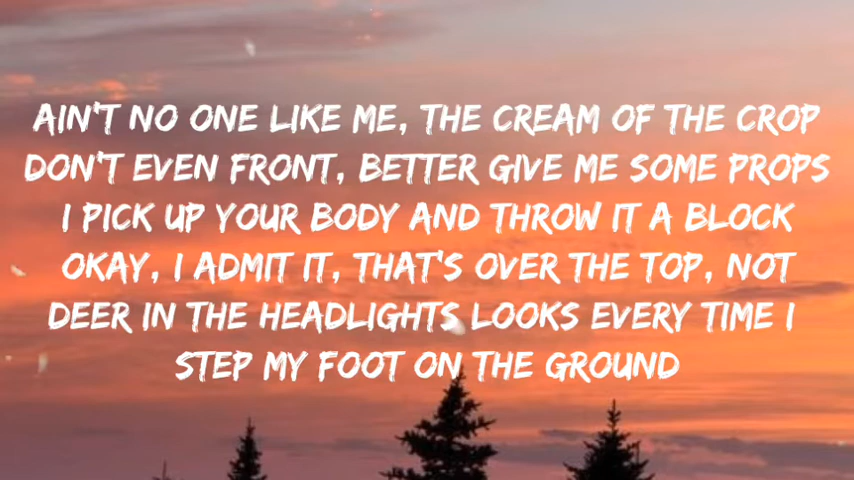 AIN'T NO ONE LIKE ME, THE CREAM OF THE CROP
DON'T EVEN FRONT, BETTER GIVE ME SOME PROPS
I PICK UP YOUR BODY AND THROW IT A BLOCK
OKAY, I ADMIT IT, THAT'S OVER THE TOP, NOT
DEER IN THE HEADLIGHTS LOOKS EVERY TIME I
STEP MY FOOT ON THE GROUND